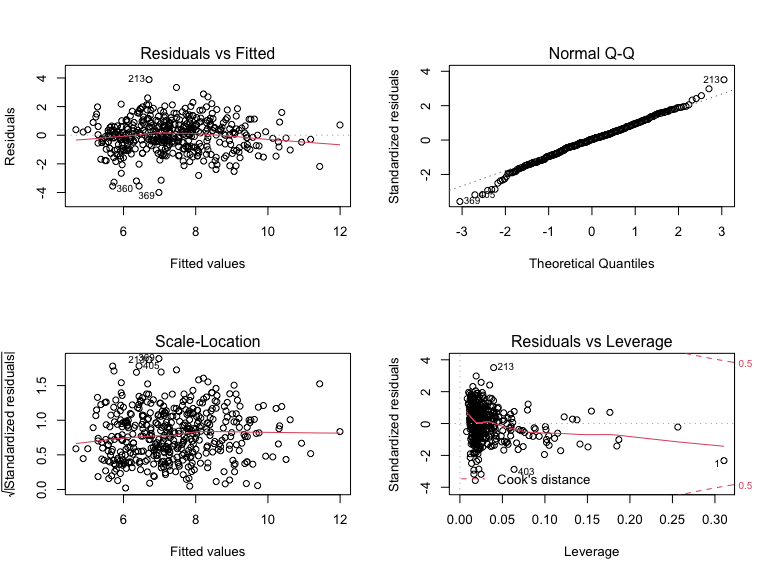 Residuals vs Fitted
Residuals
4
2
0
-2
-4
213
360
369
6 8 10 12
Fitted values
Normal Q-Q
Standardized residuals
4
2
0
-2
213
369
-3 -2 -1 0 1 2 3
Theoretical Quantiles
Scale-Location
√|Standardized residuals|
1.5
1.0
0.5
0.0
405
6 8 10 12
Fitted values
Residuals vs Leverage
Standardized residuals
4
2
0
-2
-4
213
403
1
0.5
0.5
Cook's distance
0.00 0.05 0.10 0.15 0.20 0.25 0.30
Leverage